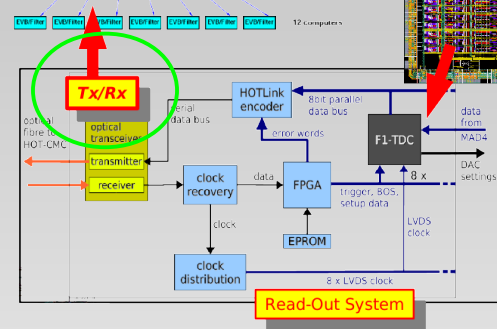 EVB/Filter EVB/Filter EVB/Filter EVB/Filter EVB/Filter EVB/Filter EVB/Filter 12 computers
Tx/Rx
optical
fibre to
HOT-CMC
optical
transceiver
transmitter
receiver
serial
data bus
HOTLink
encoder
8bit parallel
data bus
error words
clock
recovery
data
FPGA
EPROM
trigger, BOS,
setup data
F1-TDC
8 x
data
from
MAD4
DAC
settings
LVDS
clock
clock
clock
distribution
8 x LVDS clock
Read-Out System